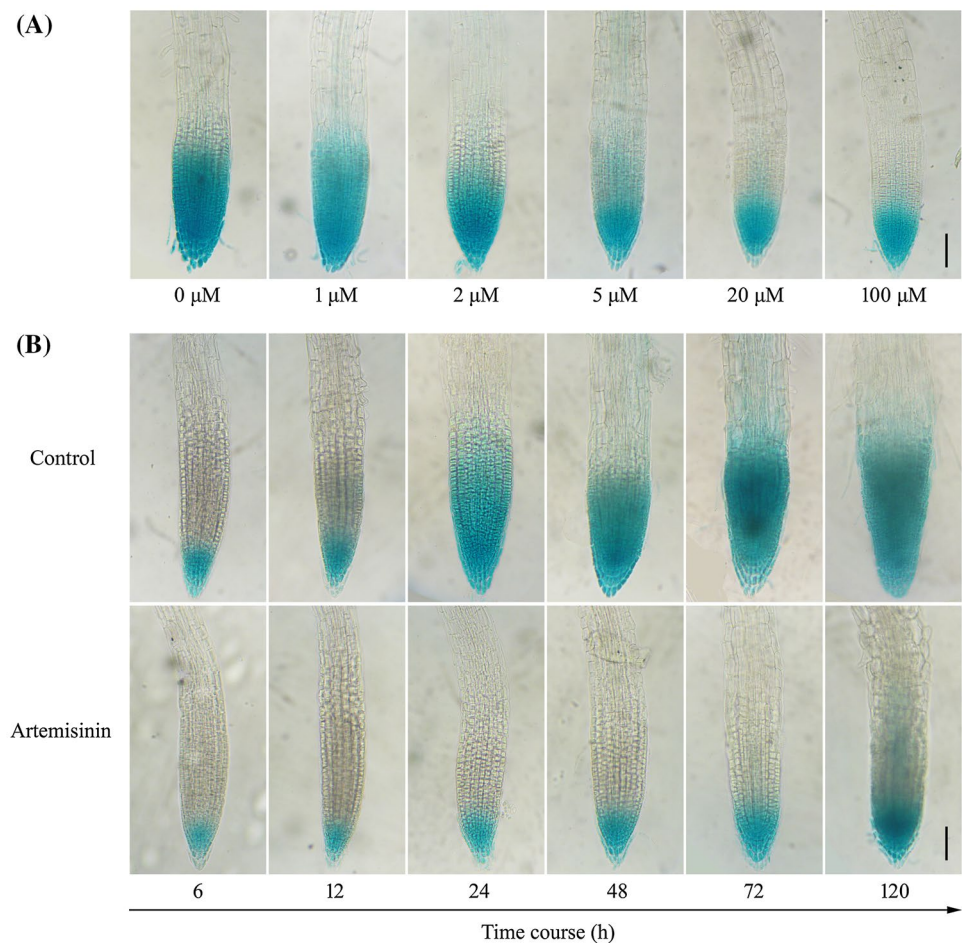 (A)
0 µM 1 µM 2 µM 5 µM 20 µM 100 µM
(B)
Control
Artemisinin
6 12 24 48 72 120
Time course (h)